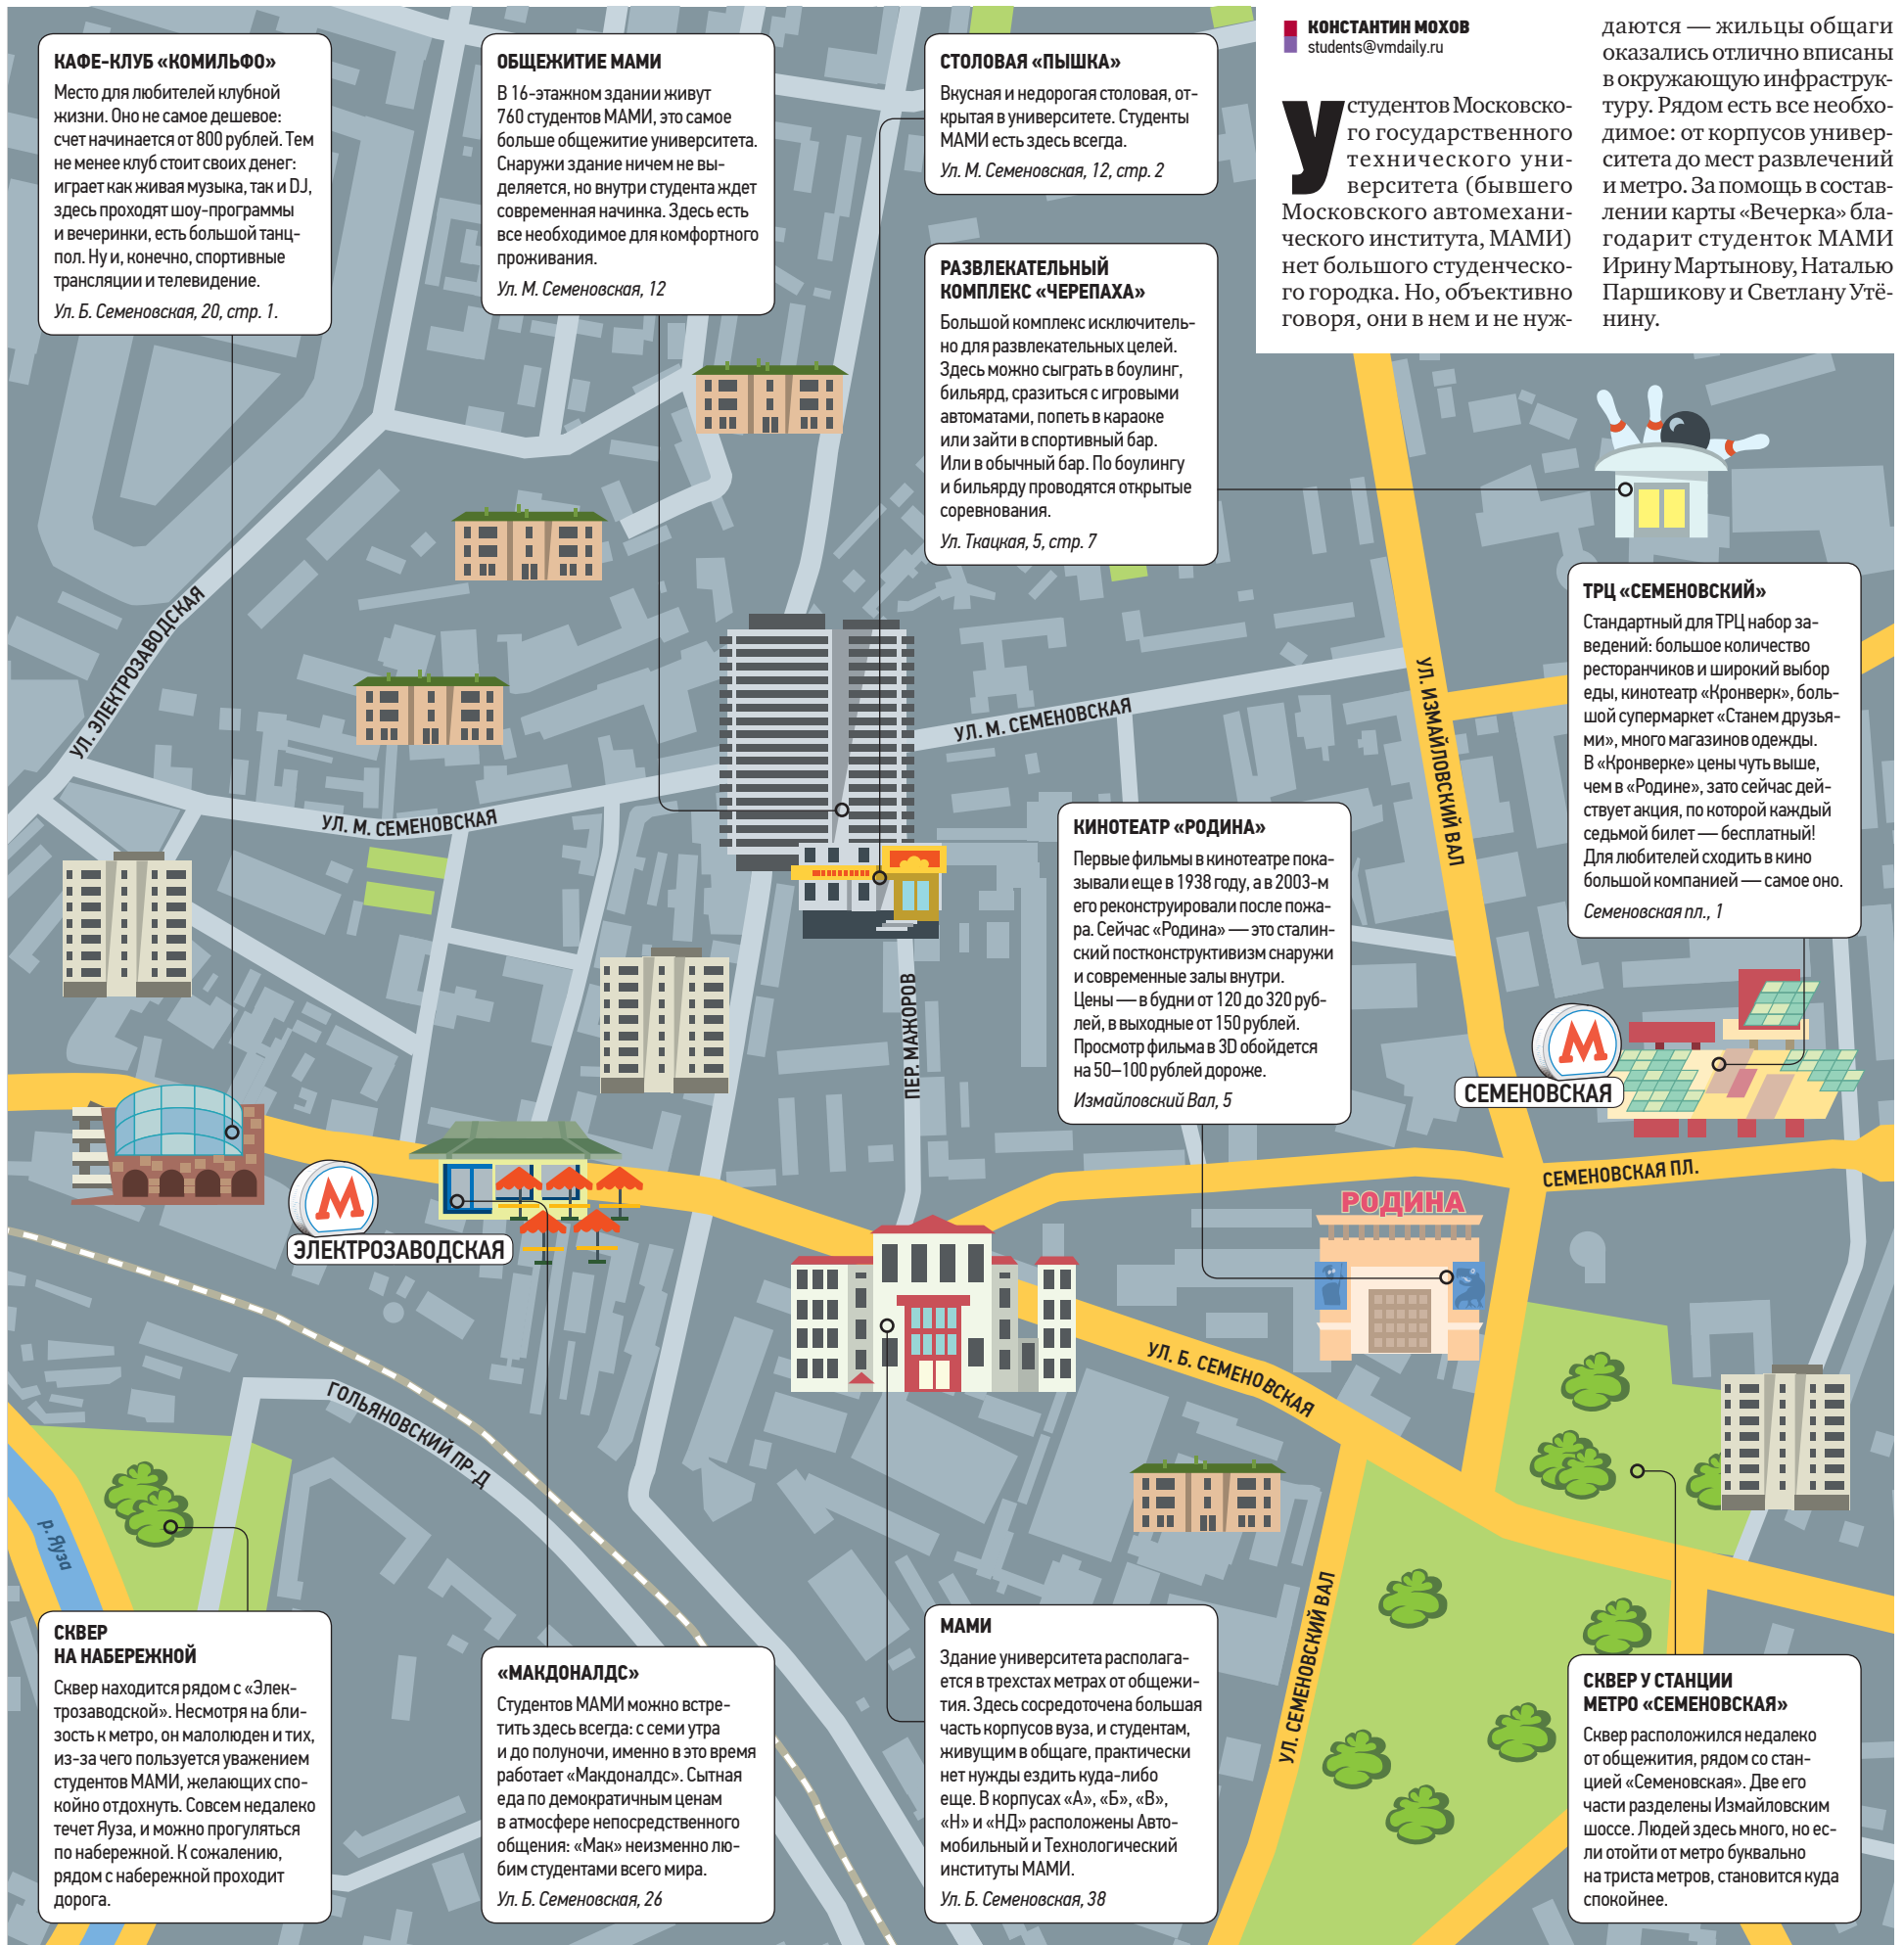 КОНСТАНТИН МОХОВ
students@vmdaily.ru
У студентов Московско-
го государственного
технического уни-
верситета (бывшего
Московского автомехани-
ческого института, МАМИ)
нет большого студенческо-
го городка. Но, объективно
говоря, они в нем и не нуж-
даются — жильцы общаги
оказались отлично вписаны
в окружающую инфраструк-
туру. Рядом есть все необхо-
димое: от корпусов универ-
ситета до мест развлечений
и метро. За помощь в состав-
лении карты «Вечерка» бла-
годарит студенток МАМИ
Ирину Мартынову, Наталью
Паршикову и Светлану Утё-
нину.
КАФЕ-КЛУБ «КОМИЛЬФО»
Место для любителей клубной
жизни. Оно не самое дешевое:
счет начинается от 800 рублей. Тем
не менее клуб стоит своих денег:
играет как живая музыка, так и DJ,
здесь проходят шоу-программы
и вечеринки, есть большой танц-
пол. Ну и, конечно, спортивные
трансляции и телевидение.
Ул. Б. Семеновская, 20, стр. 1.
ОБЩЕЖИТИЕ МАМИ
В 16-этажном здании живут
760 студентов МАМИ, это самое
больше общежитие университета.
Снаружи здание ничем не вы-
деляется, но внутри студента ждет
современная начинка. Здесь есть
все необходимое для комфортного
проживания.
Ул. М. Семеновская, 12
СТОЛОВАЯ «ПЫШКА»
Вкусная и недорогая столовая, от-
крытая в университете. Студенты
МАМИ есть здесь всегда.
Ул. М. Семеновская, 12, стр. 2
РАЗВЛЕКАТЕЛЬНЫЙ
КОМПЛЕКС «ЧЕРЕПАХА»
Большой комплекс исключитель-
но для развлекательных целей.
Здесь можно сыграть в боулинг,
бильярд, сразиться с игровыми
автоматами, попеть в караоке
или зайти в спортивный бар.
Или в обычный бар. По боулингу
и бильярду проводятся открытые
соревнования.
Ул. Ткацкая, 5, стр. 7
ТРЦ «СЕМЕНОВСКИЙ»
Стандартный для ТРЦ набор за-
ведений: большое количество
ресторанчиков и широкий выбор
еды, кинотеатр «Кронверк», боль-
шой супермаркет «Станем друзья-
ми», много магазинов одежды.
В «Кронверке» цены чуть выше,
чем в «Родине», зато сейчас дей-
ствует акция, по которой каждый
седьмой билет — бесплатный!
Для любителей сходить в кино
большой компанией — самое оно.
Семеновская пл., 1
КИНОТЕАТР «РОДИНА»
Первые фильмы в кинотеатре пока-
зывали еще в 1938 году, а в 2003-м
его реконструировали после пожа-
ра. Сейчас «Родина» — это сталин-
ский постконструктивизм снаружи
и современные залы внутри.
Цены — в будни от 120 до 320 руб-
лей, в выходные от 150 рублей.
Просмотр фильма в 3D обойдется
на 50–100 рублей дороже.
Измайловский Вал, 5
УЛ. ЭЛЕКТРОЗАВОДСКАЯ
УЛ. М. СЕМЕНОВСКАЯ
УЛ. М. СЕМЕНОВСКАЯ
УЛ. ИЗМАЙЛОВСКИЙ ВАЛ
ПЕР. МАЖОРОВ
М
СЕМЕНОВСКАЯ
СЕМЕНОВСКАЯ ПЛ.
М
ЭЛЕКТРОЗАВОДСКАЯ
РОДИНА
УЛ. Б. СЕМЕНОВСКАЯ
ГОЛЬЯНОВСКИЙ ПР-Д
р. Яуза
УЛ. СЕМЕНОВСКИЙ ВАЛ
СКВЕР
НА НАБЕРЕЖНОЙ
Сквер находится рядом с «Элек-
трозаводской». Несмотря на бли-
зость к метро, он малолюден и тих,
из-за чего пользуется уважением
студентов МАМИ, желающих спо-
койно отдохнуть. Совсем недалеко
течет Яуза, и можно прогуляться
по набережной. К сожалению,
рядом с набережной проходит
дорога.
«МАКДОНАЛДС»
Студентов МАМИ можно встре-
тить здесь всегда: с семи утра
и до полуночи, именно в это время
работает «Макдоналдс». Сытная
еда по демократичным ценам
в атмосфере непосредственного
общения: «Мак» неизменно лю-
бим студентами всего мира.
Ул. Б. Семеновская, 26
МАМИ
Здание университета располага-
ется в трехстах метрах от общежи-
тия. Здесь сосредоточена большая
часть корпусов вуза, и студентам,
живущим в общаге, практически
нет нужды ездить куда-либо
еще. В корпусах «А», «Б», «В»,
«Н» и «НД» расположены Авто-
мобильный и Технологический
институты МАМИ.
Ул. Б. Семеновская, 38
СКВЕР У СТАНЦИИ
МЕТРО «СЕМЕНОВСКАЯ»
Сквер расположился недалеко
от общежития, рядом со стан-
цией «Семеновская». Две его
части разделены Измайловским
шоссе. Людей здесь много, но ес-
ли отойти от метро буквально
на триста метров, становится куда
спокойнее.